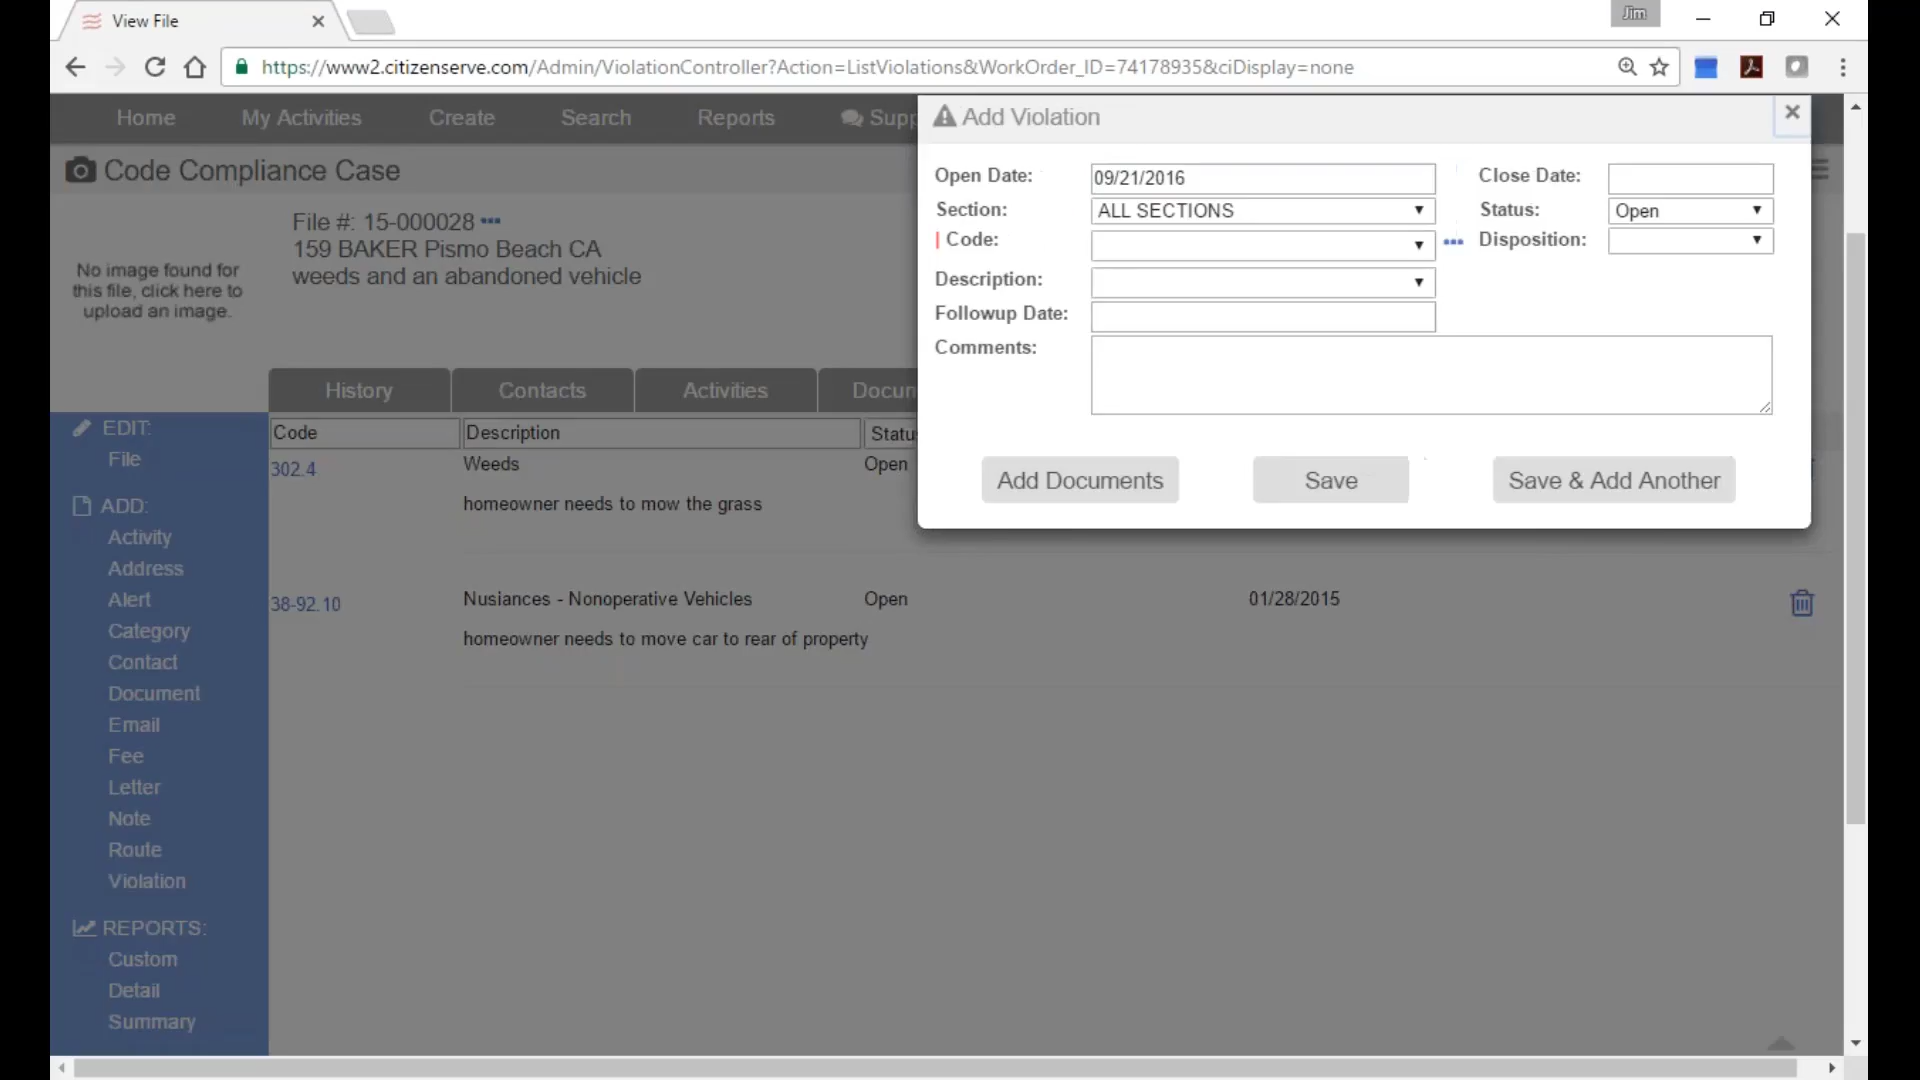 View File
Jim
https://www2.citizenserve.com/Admin/ViolationController?Action=ListViolations&WorkOrder_ID=74178935&ciDisplay=none
Home My Activities Create Search Reports Supp
Code Compliance Case
File #: 15-000028
159 BAKER Pismo Beach CA
weeds and an abandoned vehicle
No image found for
this file, click here to
upload an image.
History Contacts Activities Docum
Code Description Status
302.4 Weeds Open
homeowner needs to mow the grass
38-92.10 Nusiances - Nonoperative Vehicles Open 01/28/2015
homeowner needs to move car to rear of property
EDIT:
File
ADD:
Activity
Address
Alert
Category
Contact
Document
Email
Fee
Letter
Note
Route
Violation
REPORTS:
Custom
Detail
Summary
Add Violation
Open Date: 09/21/2016 Close Date:
Section: ALL SECTIONS Status: Open
Code: Disposition:
Description:
Followup Date:
Comments:
Add Documents Save Save & Add Another